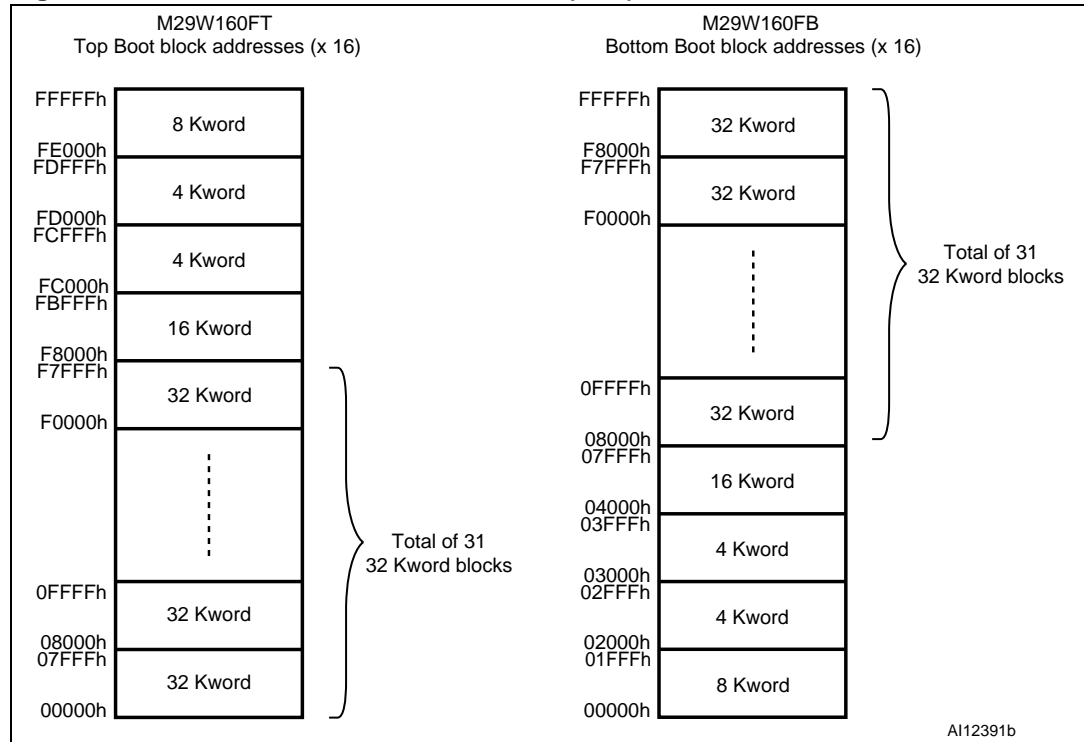 M29W160FT
Top Boot block addresses (x 16)
FFFFFh
8 Kword
FE000h
FDFFFh
4 Kword
FD000h
FCFFFh
4 Kword
FC000h
FBFFFh
16 Kword
F8000h
F7FFFh
32 Kword
F0000h
Total of 31
32 Kword blocks
0FFFFh
32 Kword
08000h
07FFFh
32 Kword
00000h
M29W160FB
Bottom Boot block addresses (x 16)
FFFFFh
32 Kword
F8000h
F7FFFh
32 Kword
F0000h
Total of 31
32 Kword blocks
0FFFFh
32 Kword
08000h
07FFFh
16 Kword
04000h
03FFFh
4 Kword
03000h
02FFFh
4 Kword
02000h
01FFFh
8 Kword
00000h
AI12391b